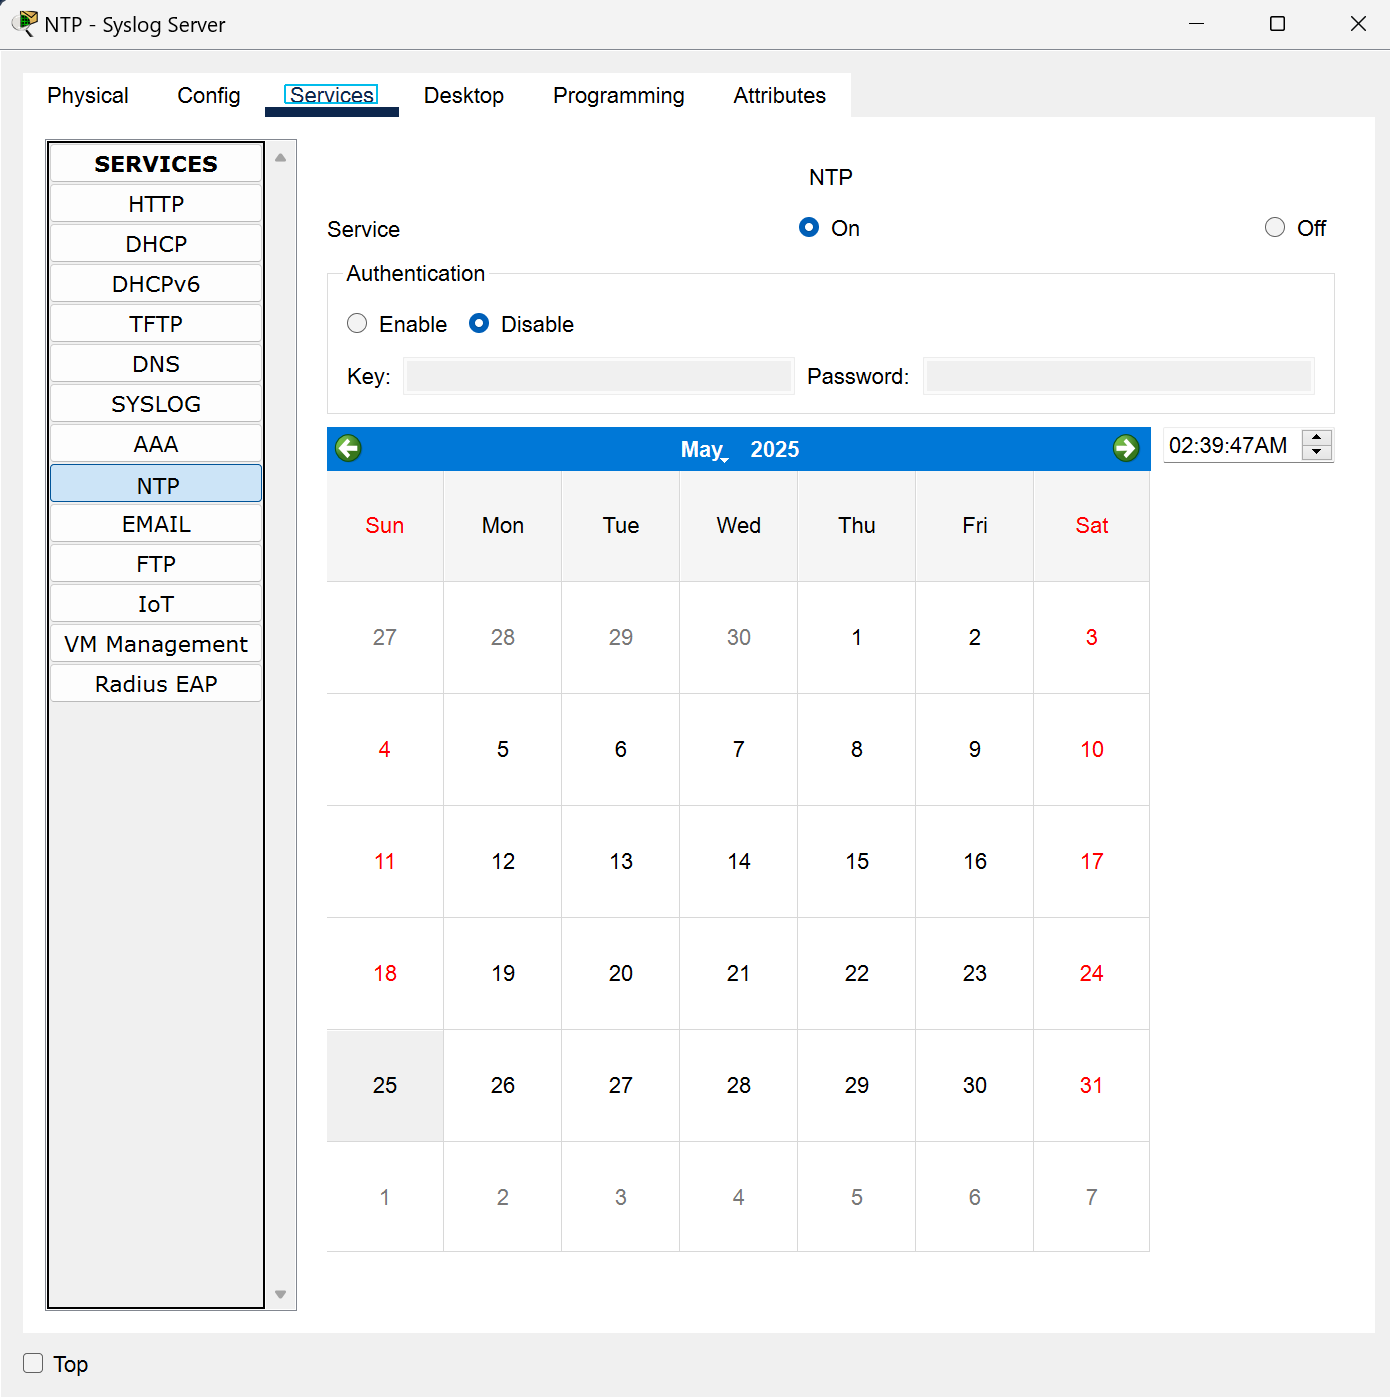 NTP - Syslog Server
Physical Config Services Desktop Programming Attributes
SERVICES
HTTP
DHCP
DHCPv6
TFTP
DNS
SYSLOG
AAA
NTP
EMAIL
FTP
IoT
VM Management
Radius EAP
NTP
Service On Off
Authentication
Enable Disable
Key: Password:
May 2025 02:39:47AM
Sun Mon Tue Wed Thu Fri Sat
27 28 29 30 1 2 3
4 5 6 7 8 9 10
11 12 13 14 15 16 17
18 19 20 21 22 23 24
25 26 27 28 29 30 31
1 2 3 4 5 6 7
Top